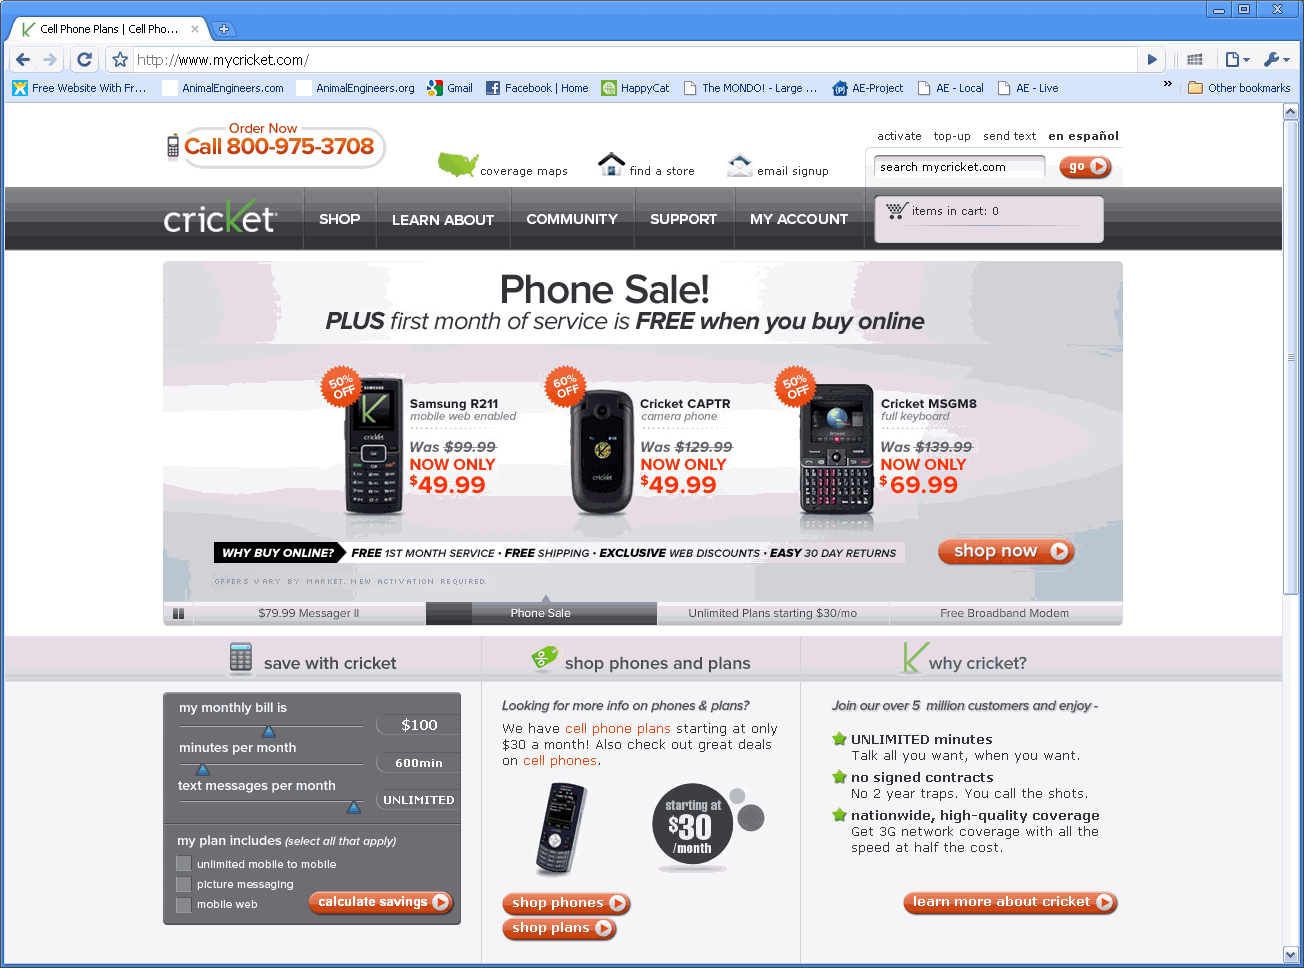 Cell Phone Plans | Cell Pho...
http://www.mycricket.com/
Free Website With Fr... AnimalEngineers.com AnimalEngineers.org Gmail Facebook | Home HappyCat The MONDO! - Large ... AE-Project AE - Local AE - Live » Other bookmarks
Order Now
Call 800-975-3708
coverage maps find a store email signup
activate top-up send text en español
search mycricket.com go
cricket SHOP LEARN ABOUT COMMUNITY SUPPORT MY ACCOUNT
items in cart: 0
Phone Sale!
PLUS first month of service is FREE when you buy online
50% OFF
SAMSUNG
cricket
Samsung R211
mobile web enabled
Was $99.99
NOW ONLY
$49.99
60% OFF
cricket
Cricket CAPTR
camera phone
Was $129.99
NOW ONLY
$49.99
50% OFF
Cricket MSGM8
full keyboard
Was $139.99
NOW ONLY
$69.99
WHY BUY ONLINE? FREE 1ST MONTH SERVICE • FREE SHIPPING • EXCLUSIVE WEB DISCOUNTS • EASY 30 DAY RETURNS
shop now
OFFERS VARY BY MARKET. NEW ACTIVATION REQUIRED.
$79.99 Messager II Phone Sale Unlimited Plans starting $30/mo Free Broadband Modem
save with cricket
my monthly bill is $100
minutes per month 600min
text messages per month UNLIMITED
my plan includes (select all that apply)
unlimited mobile to mobile
picture messaging
mobile web
calculate savings
shop phones and plans
Looking for more info on phones & plans?
We have cell phone plans starting at only
$30 a month! Also check out great deals
on cell phones.
starting at
$30
/month
shop phones
shop plans
why cricket?
Join our over 5 million customers and enjoy -
UNLIMITED minutes
Talk all you want, when you want.
no signed contracts
No 2 year traps. You call the shots.
nationwide, high-quality coverage
Get 3G network coverage with all the
speed at half the cost.
learn more about cricket